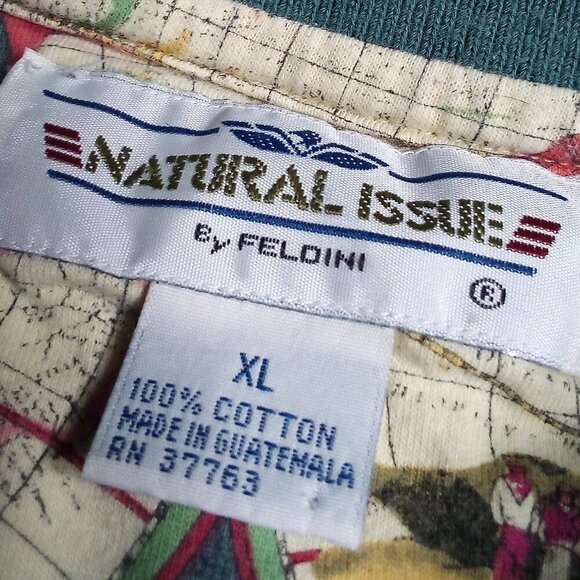 NATURAL ISSUE
By FELDINI
®
XL
100% COTTON
MADE IN GUATEMALA
RN 37763